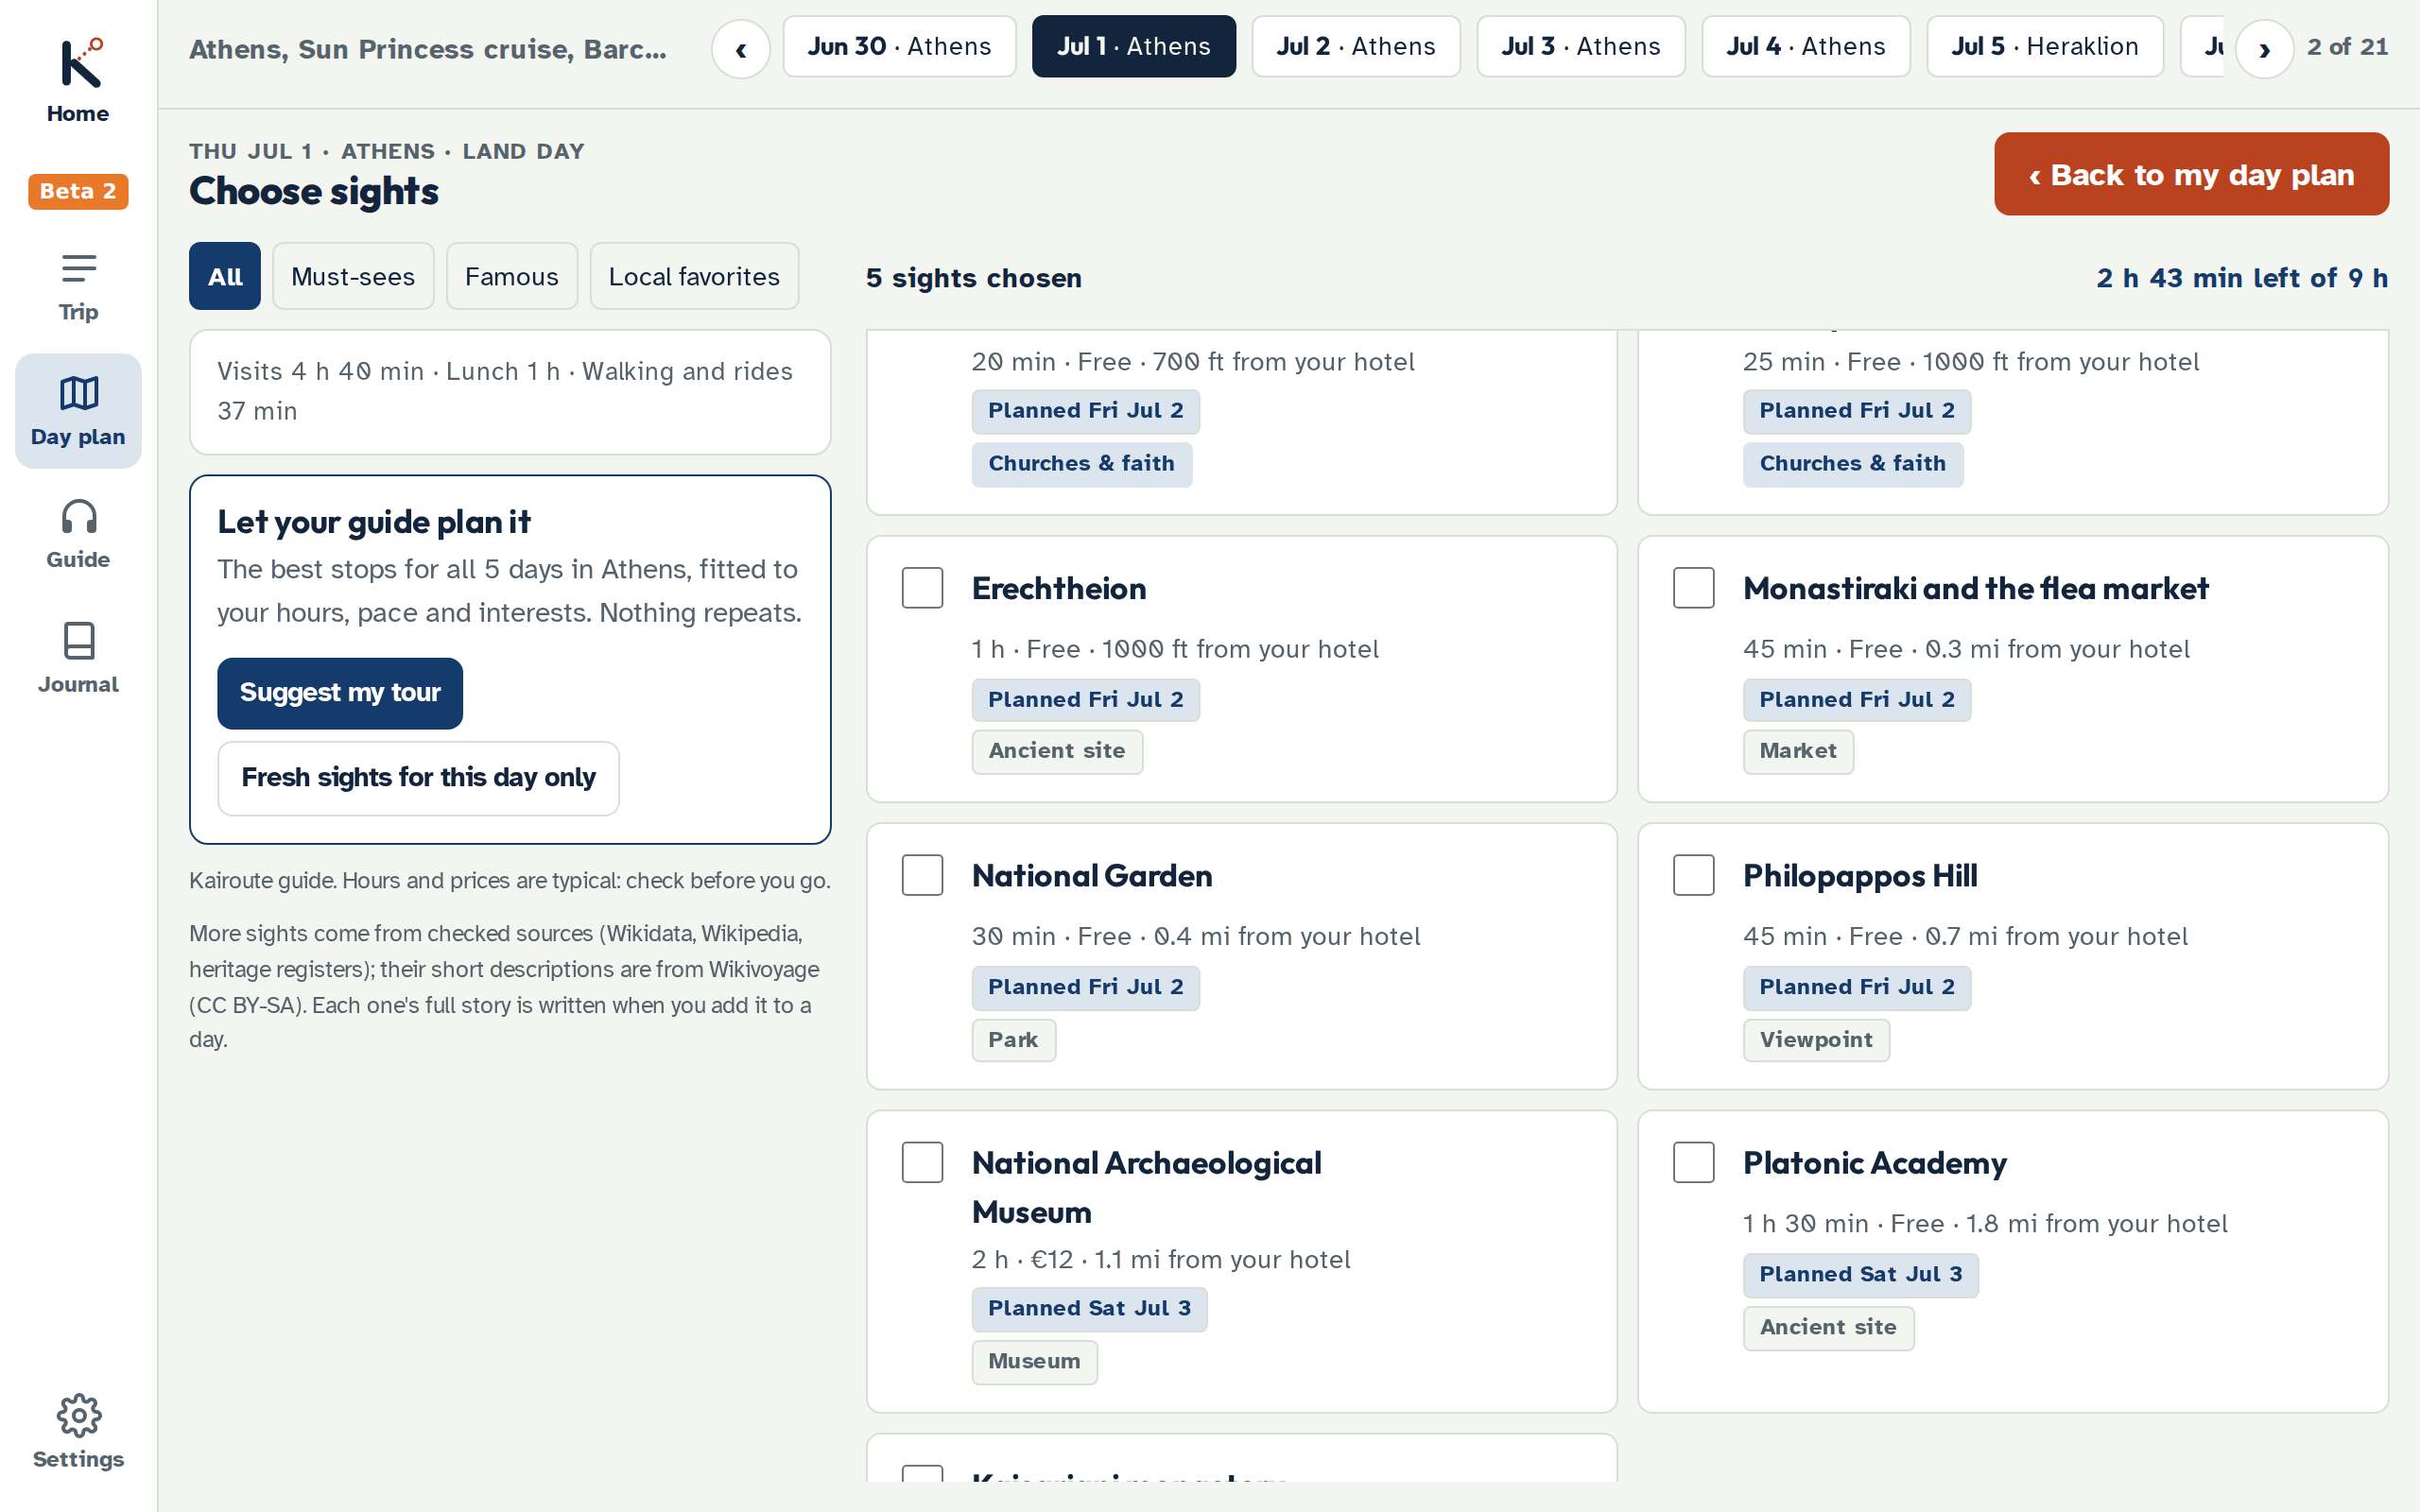 Home
Beta 2
Trip
Day plan
Guide
Journal
Settings
Athens, Sun Princess cruise, Barc...
‹
Jun 30 · Athens
Jul 1 · Athens
Jul 2 · Athens
Jul 3 · Athens
Jul 4 · Athens
Jul 5 · Heraklion
›
2 of 21
THU JUL 1 · ATHENS · LAND DAY
Choose sights
‹ Back to my day plan
All
Must-sees
Famous
Local favorites
5 sights chosen
2 h 43 min left of 9 h
Visits 4 h 40 min · Lunch 1 h · Walking and rides
37 min
Let your guide plan it
The best stops for all 5 days in Athens, fitted to
your hours, pace and interests. Nothing repeats.
Suggest my tour
Fresh sights for this day only
Kairoute guide. Hours and prices are typical: check before you go.
More sights come from checked sources (Wikidata, Wikipedia,
heritage registers); their short descriptions are from Wikivoyage
(CC BY-SA). Each one's full story is written when you add it to a
day.
20 min · Free · 700 ft from your hotel
Planned Fri Jul 2
Churches & faith
25 min · Free · 1000 ft from your hotel
Planned Fri Jul 2
Churches & faith
Erechtheion
1 h · Free · 1000 ft from your hotel
Planned Fri Jul 2
Ancient site
Monastiraki and the flea market
45 min · Free · 0.3 mi from your hotel
Planned Fri Jul 2
Market
National Garden
30 min · Free · 0.4 mi from your hotel
Planned Fri Jul 2
Park
Philopappos Hill
45 min · Free · 0.7 mi from your hotel
Planned Fri Jul 2
Viewpoint
National Archaeological
Museum
2 h · €12 · 1.1 mi from your hotel
Planned Sat Jul 3
Museum
Platonic Academy
1 h 30 min · Free · 1.8 mi from your hotel
Planned Sat Jul 3
Ancient site